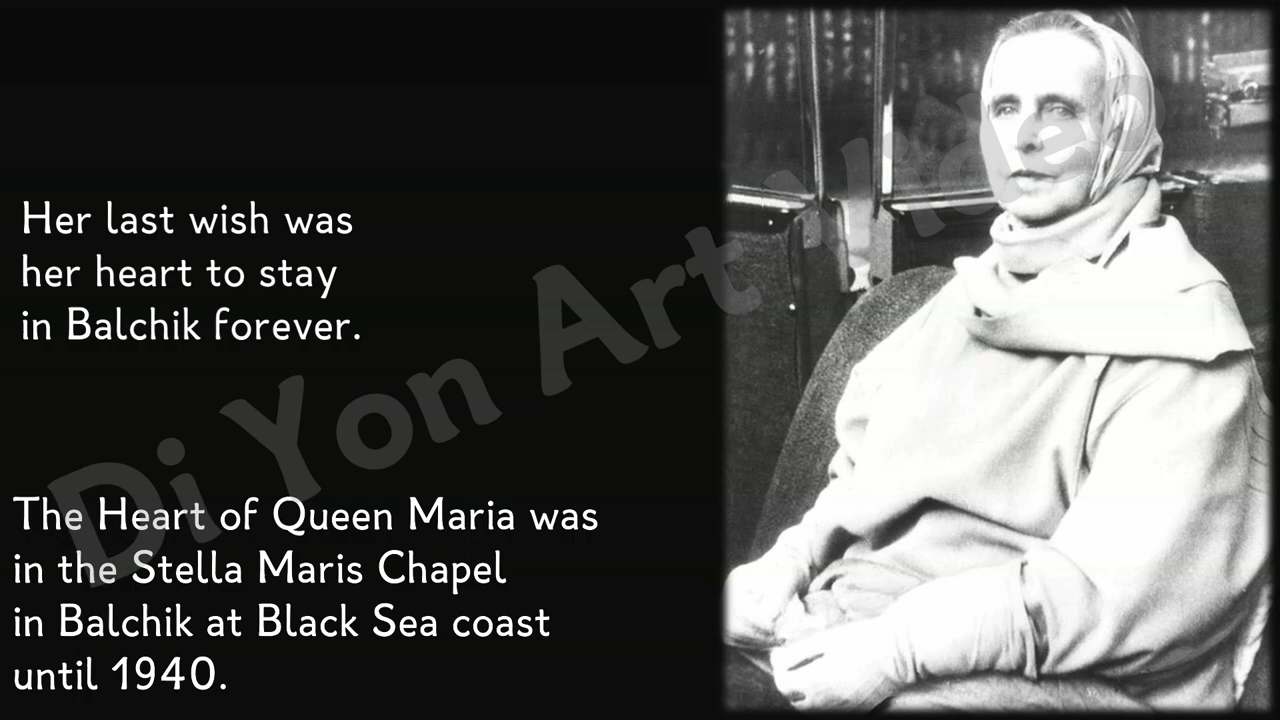 Her last wish was
her heart to stay
in Balchik forever.
The Heart of Queen Maria was
in the Stella Maris Chapel
in Balchik at Black Sea coast
until 1940.
Di Yon Art Video